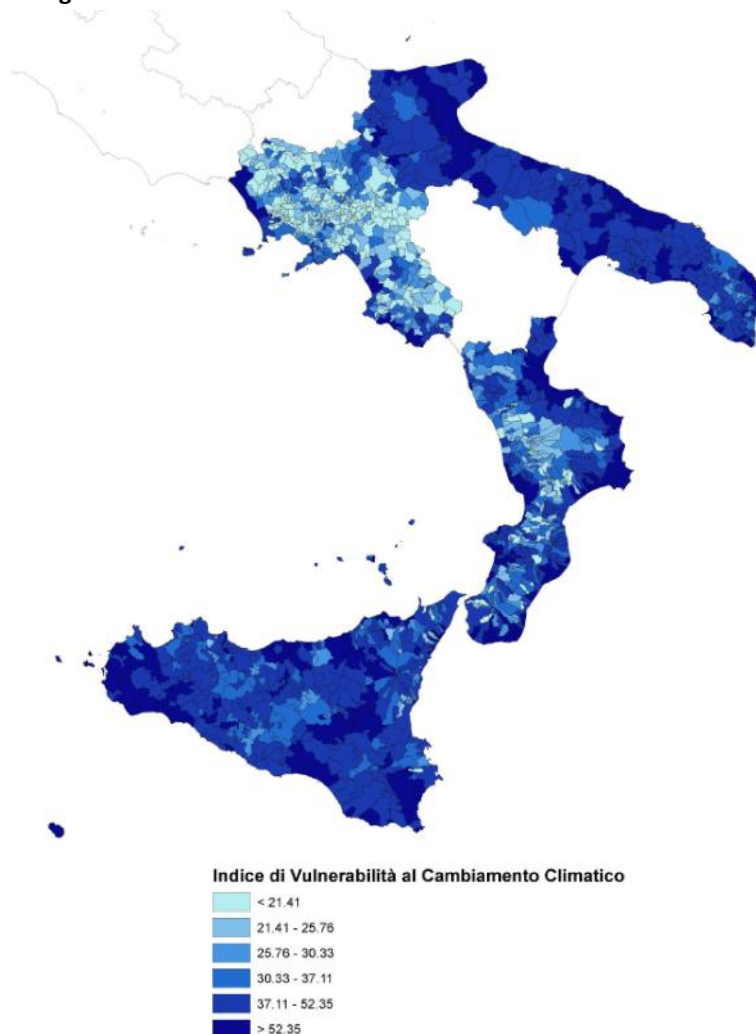 Indice di Vulnerabilità al Cambiamento Climatico
< 21.41
21.41 - 25.76
25.76 - 30.33
30.33 - 37.11
37.11 - 52.35
> 52.35